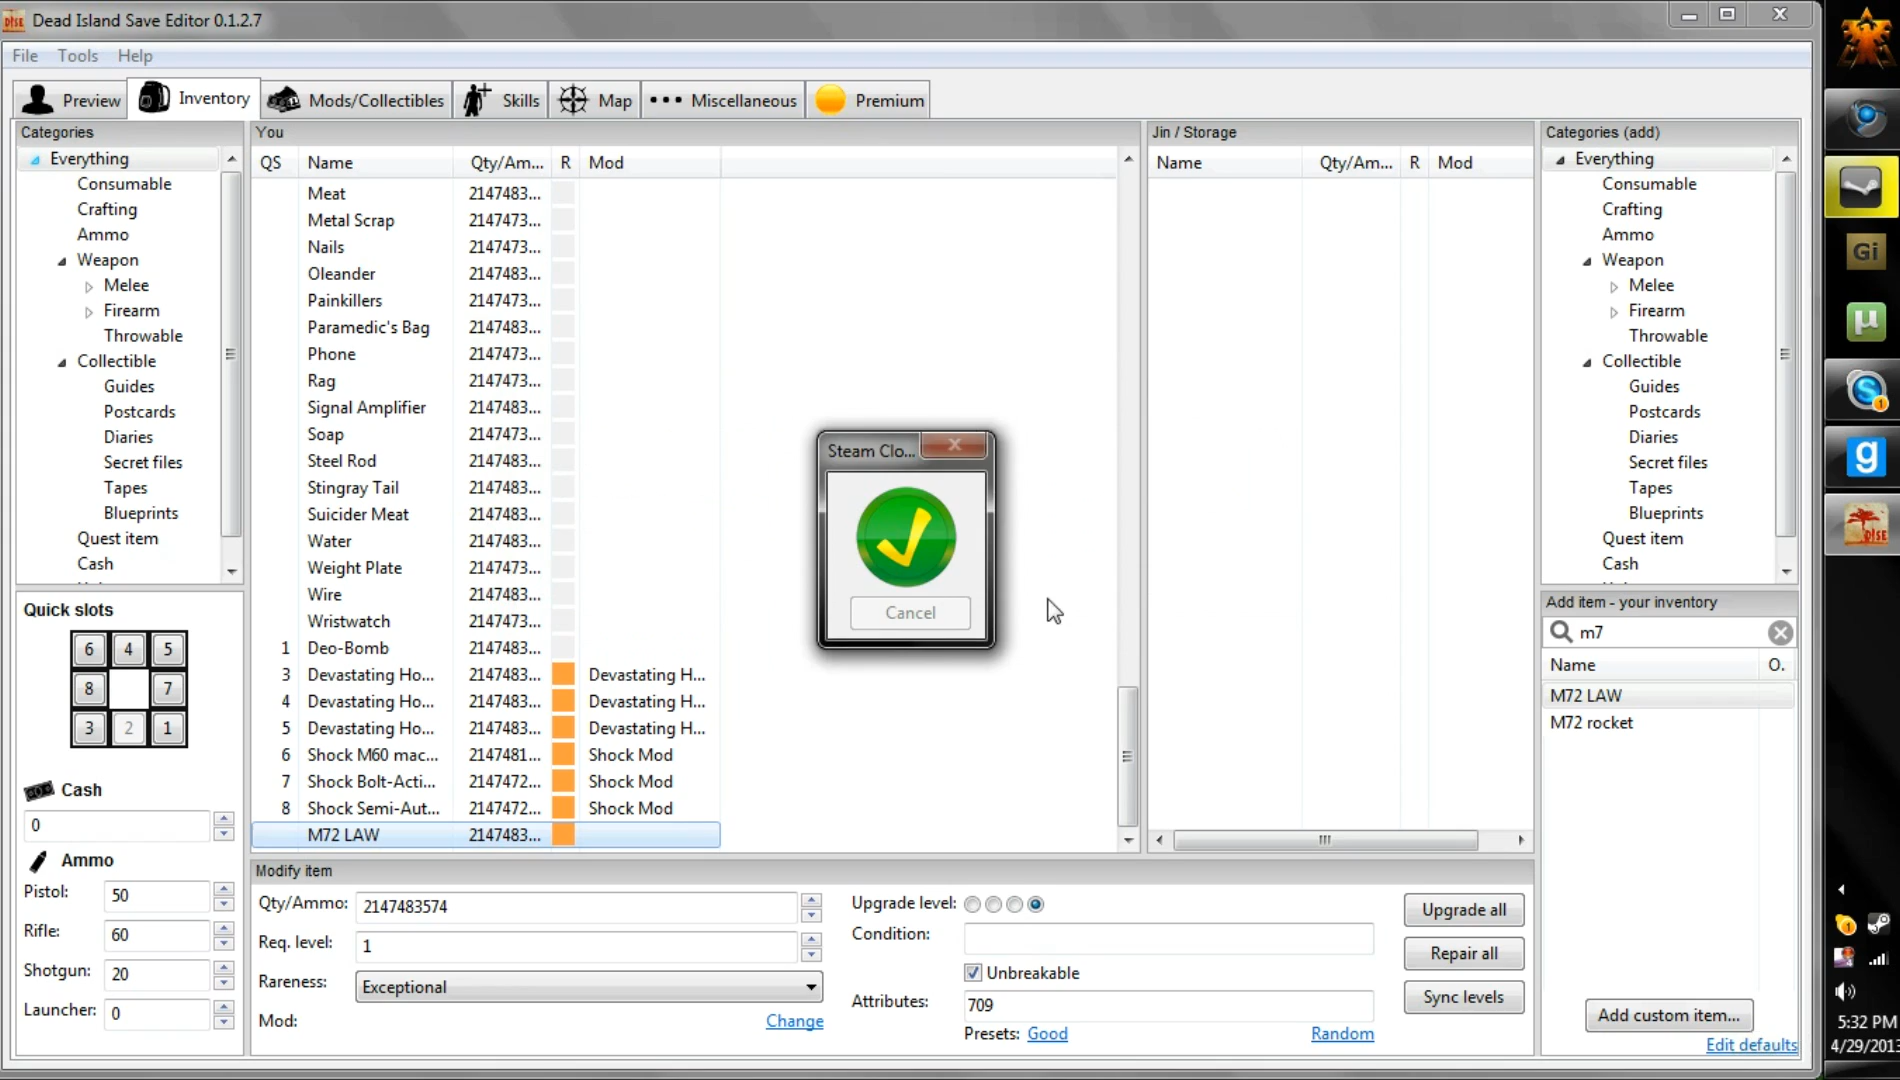 Dead Island Save Editor 0.1.2.7
File Tools Help
Preview Inventory Mods/Collectibles Skills Map Miscellaneous Premium
Categories
Everything
Consumable
Crafting
Ammo
Weapon
Melee
Firearm
Throwable
Collectible
Guides
Postcards
Diaries
Secret files
Tapes
Blueprints
Quest item
Cash
Quick slots
6 4 5
8 7
3 2 1
Cash
0
Ammo
Pistol: 50
Rifle: 60
Shotgun: 20
Launcher: 0
You
QS Name Qty/Am... R Mod
Meat 2147483...
Metal Scrap 2147473...
Nails 2147473...
Oleander 2147483...
Painkillers 2147473...
Paramedic's Bag 2147483...
Phone 2147473...
Rag 2147473...
Signal Amplifier 2147483...
Soap 2147473...
Steel Rod 2147483...
Stingray Tail 2147483...
Suicider Meat 2147483...
Water 2147483...
Weight Plate 2147473...
Wire 2147473...
Wristwatch 2147473...
1 Deo-Bomb 2147483...
3 Devastating Ho... 2147483... Devastating H...
4 Devastating Ho... 2147483... Devastating H...
5 Devastating Ho... 2147483... Devastating H...
6 Shock M60 mac... 2147481... Shock Mod
7 Shock Bolt-Acti... 2147472... Shock Mod
8 Shock Semi-Aut... 2147472... Shock Mod
M72 LAW 2147483...
Steam Clo...
Cancel
Modify item
Qty/Ammo: 2147483574
Req. level: 1
Rareness: Exceptional
Mod: Change
Upgrade level:
Condition:
Unbreakable
Attributes: 709
Presets: Good Random
Upgrade all
Repair all
Sync levels
Jin / Storage
Name Qty/Am... R Mod
Categories (add)
Everything
Consumable
Crafting
Ammo
Weapon
Melee
Firearm
Throwable
Collectible
Guides
Postcards
Diaries
Secret files
Tapes
Blueprints
Quest item
Cash
Add item - your inventory
m7
Name O.
M72 LAW
M72 rocket
Add custom item...
Edit defaults
Gi
µ
1
g
DISE
1
5:32 PM
4/29/2013